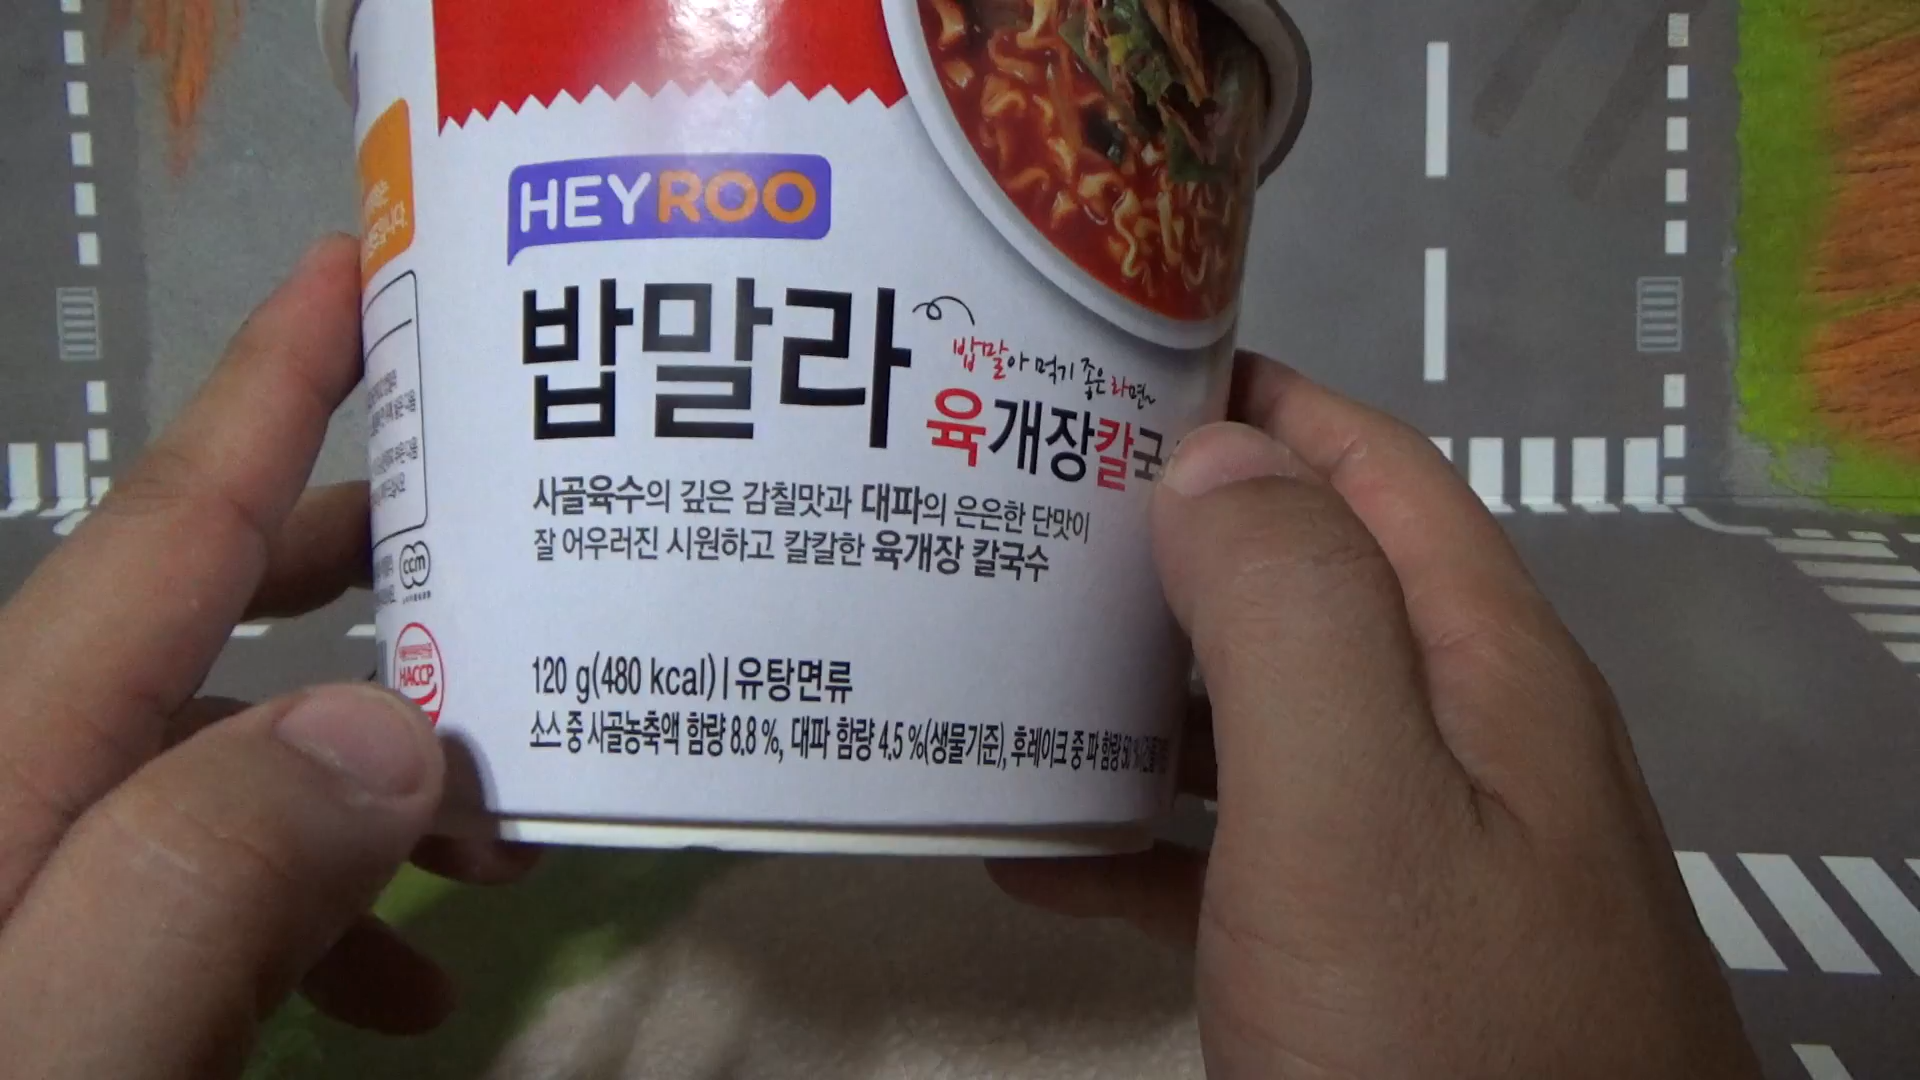 HEYROO
밥말라
밥말아 먹기 좋은 라면~
육개장칼국
사골육수의 깊은 감칠맛과 대파의 은은한 단맛이
잘 어우러진 시원하고 칼칼한 육개장 칼국수
120 g(480 kcal) | 유탕면류
소스 중 사골농축액 함량 8.8 %, 대파 함량 4.5 %(생물기준), 후레이크 중 파 함량 50
ccm
HACCP